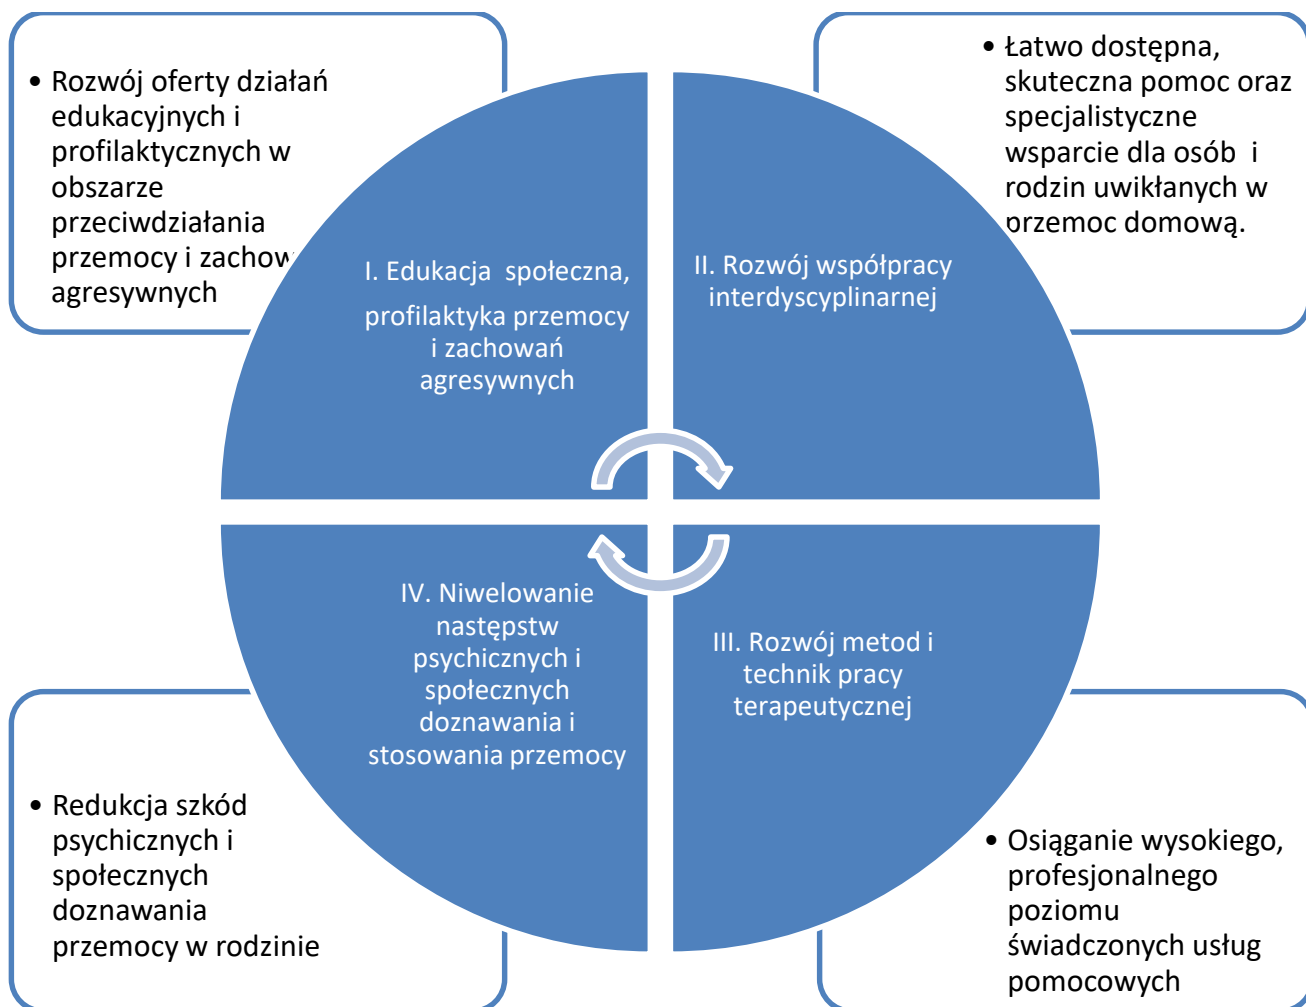 • Rozwój oferty działań
edukacyjnych i
profilaktycznych w
obszarze
przeciwdziałania
przemocy i zachow
agresywnych
• Łatwo dostępna,
skuteczna pomoc oraz
specjalistyczne
wsparcie dla osób  i
rodzin uwikłanych w
przemoc domową.
I. Edukacja  społeczna,
profilaktyka przemocy
i zachowań
agresywnych
II. Rozwój współpracy
interdyscyplinarnej
IV. Niwelowanie
następstw
psychicznych i
społecznych
doznawania i
stosowania przemocy
III. Rozwój metod i
technik pracy
terapeutycznej
• Redukcja szkód
psychicznych i
społecznych
doznawania
przemocy w rodzinie
• Osiąganie wysokiego,
profesjonalnego
poziomu
świadczonych usług
pomocowych